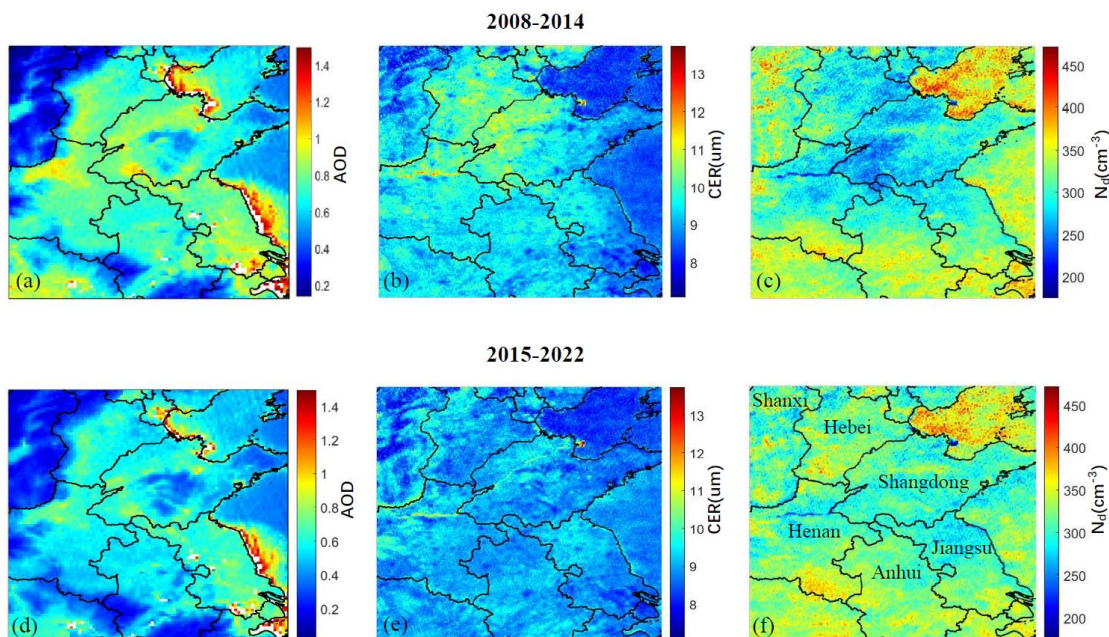 2008-2014
1.4
1.2
1
0.8
0.6
0.4
0.2
AOD
(a)
13
12
11
10
9
8
CER(um)
(b)
450
400
350
300
250
200
Nd(cm-3)
(c)
2015-2022
1.4
1.2
1
0.8
0.6
0.4
0.2
0
AOD
(d)
13
12
11
10
9
8
7
CER(um)
(e)
Shanxi
Hebei
Shangdong
Henan
Jiangsu
Anhui
450
400
350
300
250
200
Nd(cm-3)
(f)